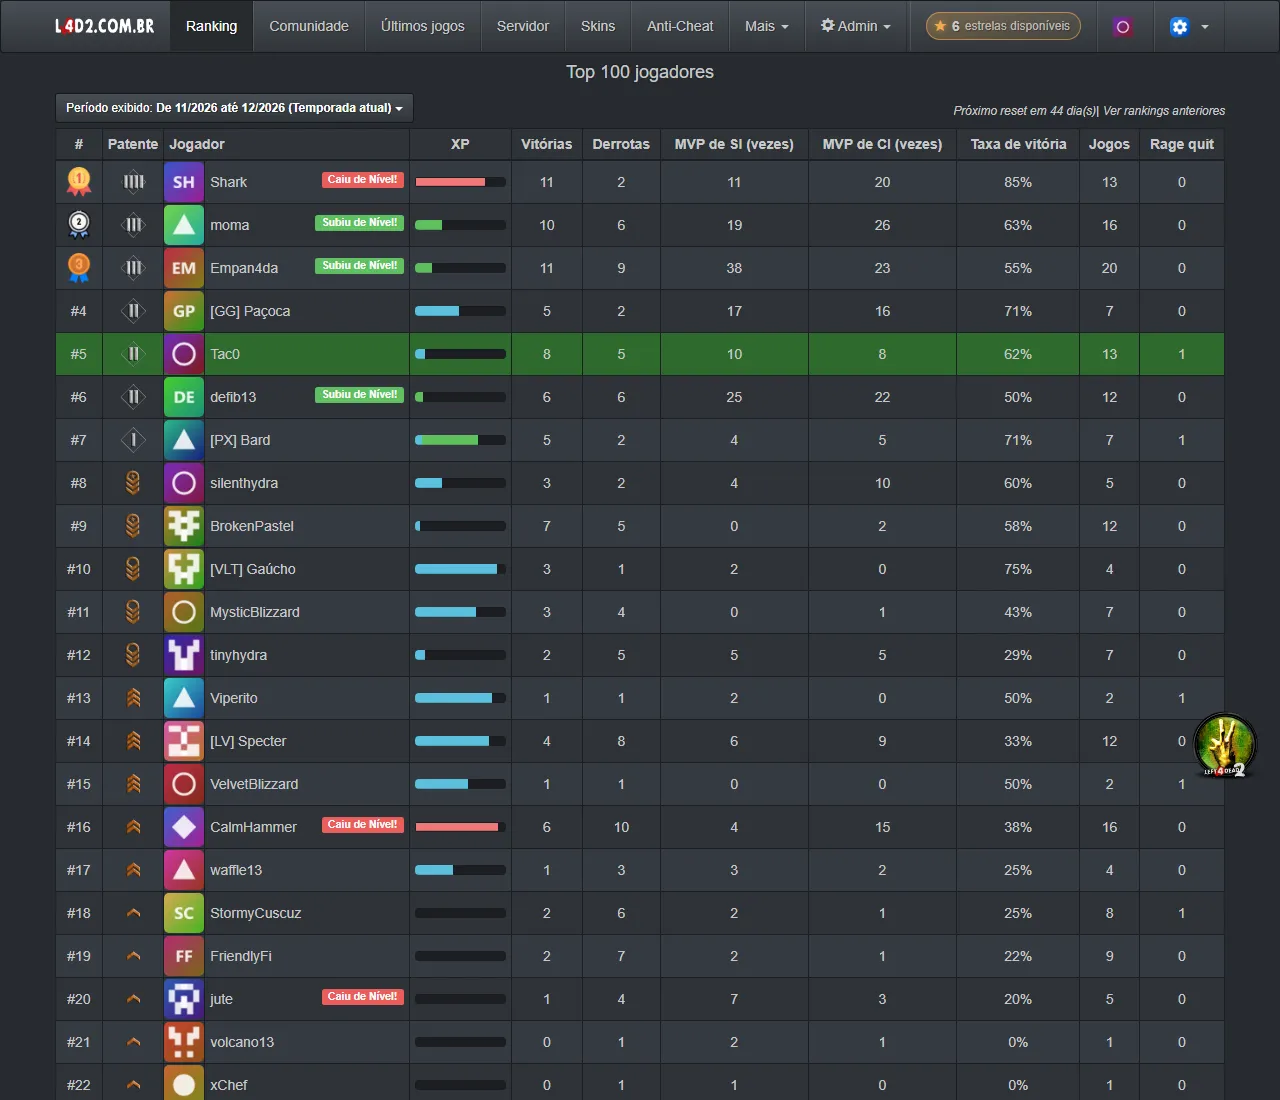 L4D2.COM.BR Ranking Comunidade Últimos jogos Servidor Skins Anti-Cheat Mais Admin 6 estrelas disponíveis
Top 100 jogadores
Período exibido: De 11/2026 até 12/2026 (Temporada atual)
Próximo reset em 44 dia(s)| Ver rankings anteriores
# Patente Jogador XP Vitórias Derrotas MVP de SI (vezes) MVP de CI (vezes) Taxa de vitória Jogos Rage quit
1 SH Shark Caiu de Nível! 11 2 11 20 85% 13 0
2 moma Subiu de Nível! 10 6 19 26 63% 16 0
3 EM Empan4da Subiu de Nível! 11 9 38 23 55% 20 0
#4 GP [GG] Paçoca 5 2 17 16 71% 7 0
#5 Tac0 8 5 10 8 62% 13 1
#6 DE defib13 Subiu de Nível! 6 6 25 22 50% 12 0
#7 [PX] Bard 5 2 4 5 71% 7 1
#8 silenthydra 3 2 4 10 60% 5 0
#9 BrokenPastel 7 5 0 2 58% 12 0
#10 [VLT] Gaúcho 3 1 2 0 75% 4 0
#11 MysticBlizzard 3 4 0 1 43% 7 0
#12 tinyhydra 2 5 5 5 29% 7 0
#13 Viperito 1 1 2 0 50% 2 1
#14 [LV] Specter 4 8 6 9 33% 12 0
LEFT 4 DEAD 2
#15 VelvetBlizzard 1 1 0 0 50% 2 1
#16 CalmHammer Caiu de Nível! 6 10 4 15 38% 16 0
#17 waffle13 1 3 3 2 25% 4 0
#18 SC StormyCuscuz 2 6 2 1 25% 8 1
#19 FF FriendlyFi 2 7 2 1 22% 9 0
#20 jute Caiu de Nível! 1 4 7 3 20% 5 0
#21 volcano13 0 1 2 1 0% 1 0
#22 xChef 0 1 1 0 0% 1 0